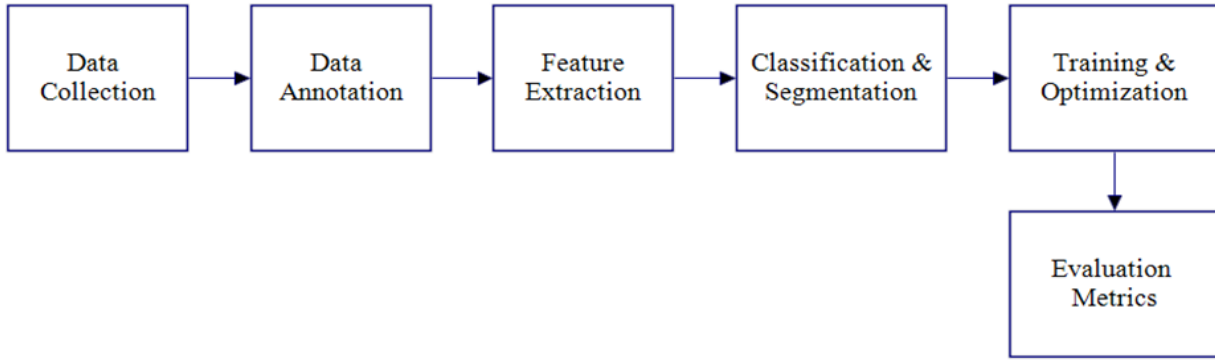 Data
Collection
Data
Annotation
Feature
Extraction
Classification &
Segmentation
Training &
Optimization
Evaluation
Metrics